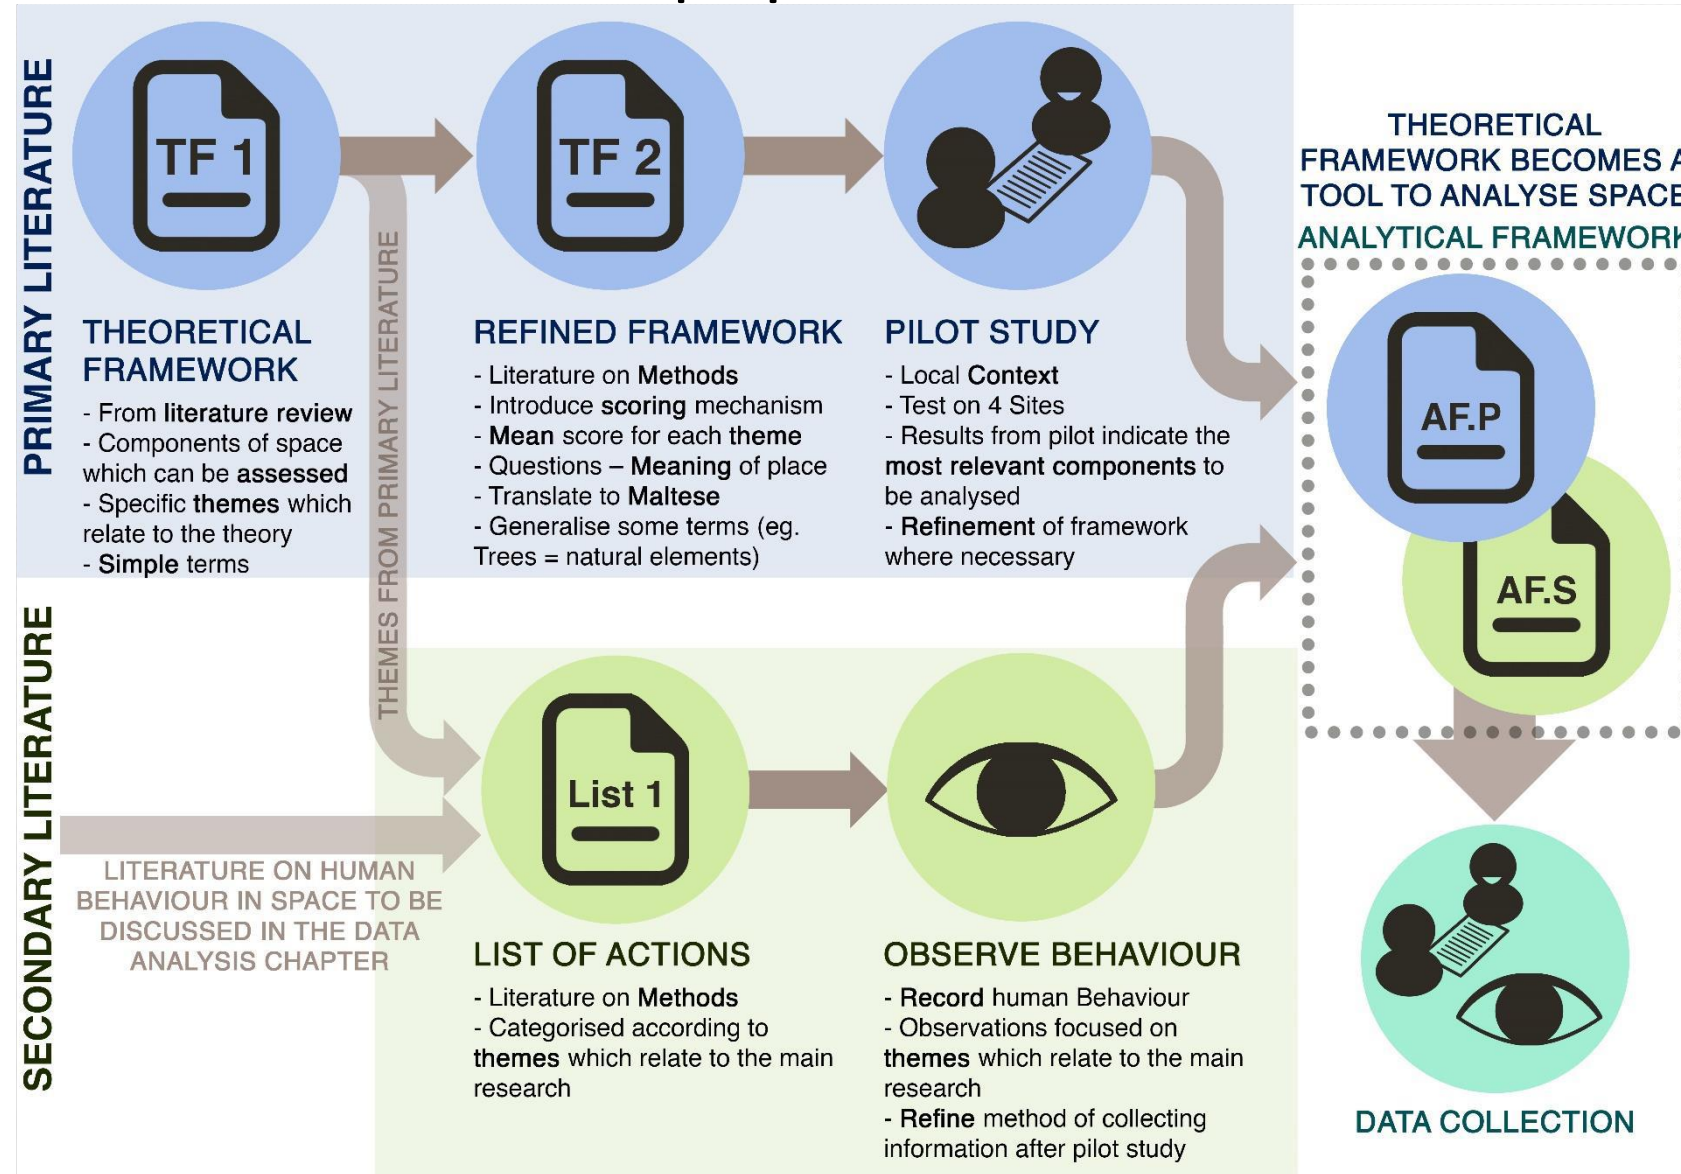 PRIMARY LITERATURE
TF 1
TF 2
THEORETICAL
FRAMEWORK
- From literature review
- Components of space
which can be assessed
- Specific themes which
relate to the theory
- Simple terms
REFINED FRAMEWORK
- Literature on Methods
- Introduce scoring mechanism
- Mean score for each theme
- Questions – Meaning of place
- Translate to Maltese
- Generalise some terms (eg.
Trees = natural elements)
PILOT STUDY
- Local Context
- Test on 4 Sites
- Results from pilot indicate the
most relevant components to
be analysed
- Refinement of framework
where necessary
THEMES FROM PRIMARY LITERATURE
THEORETICAL
FRAMEWORK BECOMES A
TOOL TO ANALYSE SPACE
ANALYTICAL FRAMEWORK
AF.P
AF.S
SECONDARY LITERATURE
LITERATURE ON HUMAN
BEHAVIOUR IN SPACE TO BE
DISCUSSED IN THE DATA
ANALYSIS CHAPTER
List 1
LIST OF ACTIONS
- Literature on Methods
- Categorised according to
themes which relate to the main
research
OBSERVE BEHAVIOUR
- Record human Behaviour
- Observations focused on
themes which relate to the main
research
- Refine method of collecting
information after pilot study
DATA COLLECTION